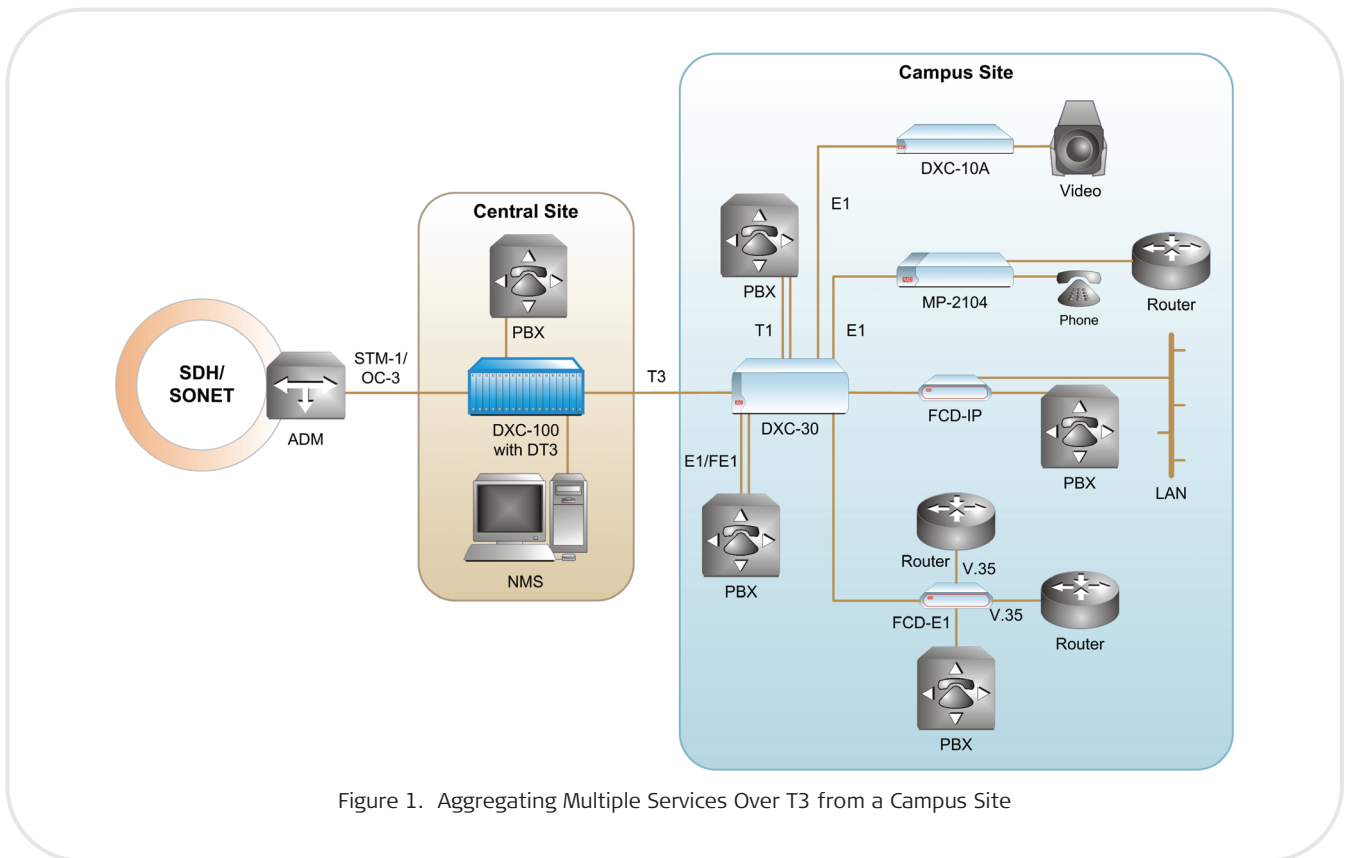 Campus Site
DXC-10A
Video
E1
Central Site
PBX
PBX
MP-2104
Phone
Router
T1
E1
SDH/
SONET
ADM
STM-1/
OC-3
DXC-100
with DT3
T3
DXC-30
FCD-IP
PBX
LAN
E1/FE1
PBX
NMS
Router
V.35
FCD-E1
V.35
Router
PBX
Figure 1. Aggregating Multiple Services Over T3 from a Campus Site